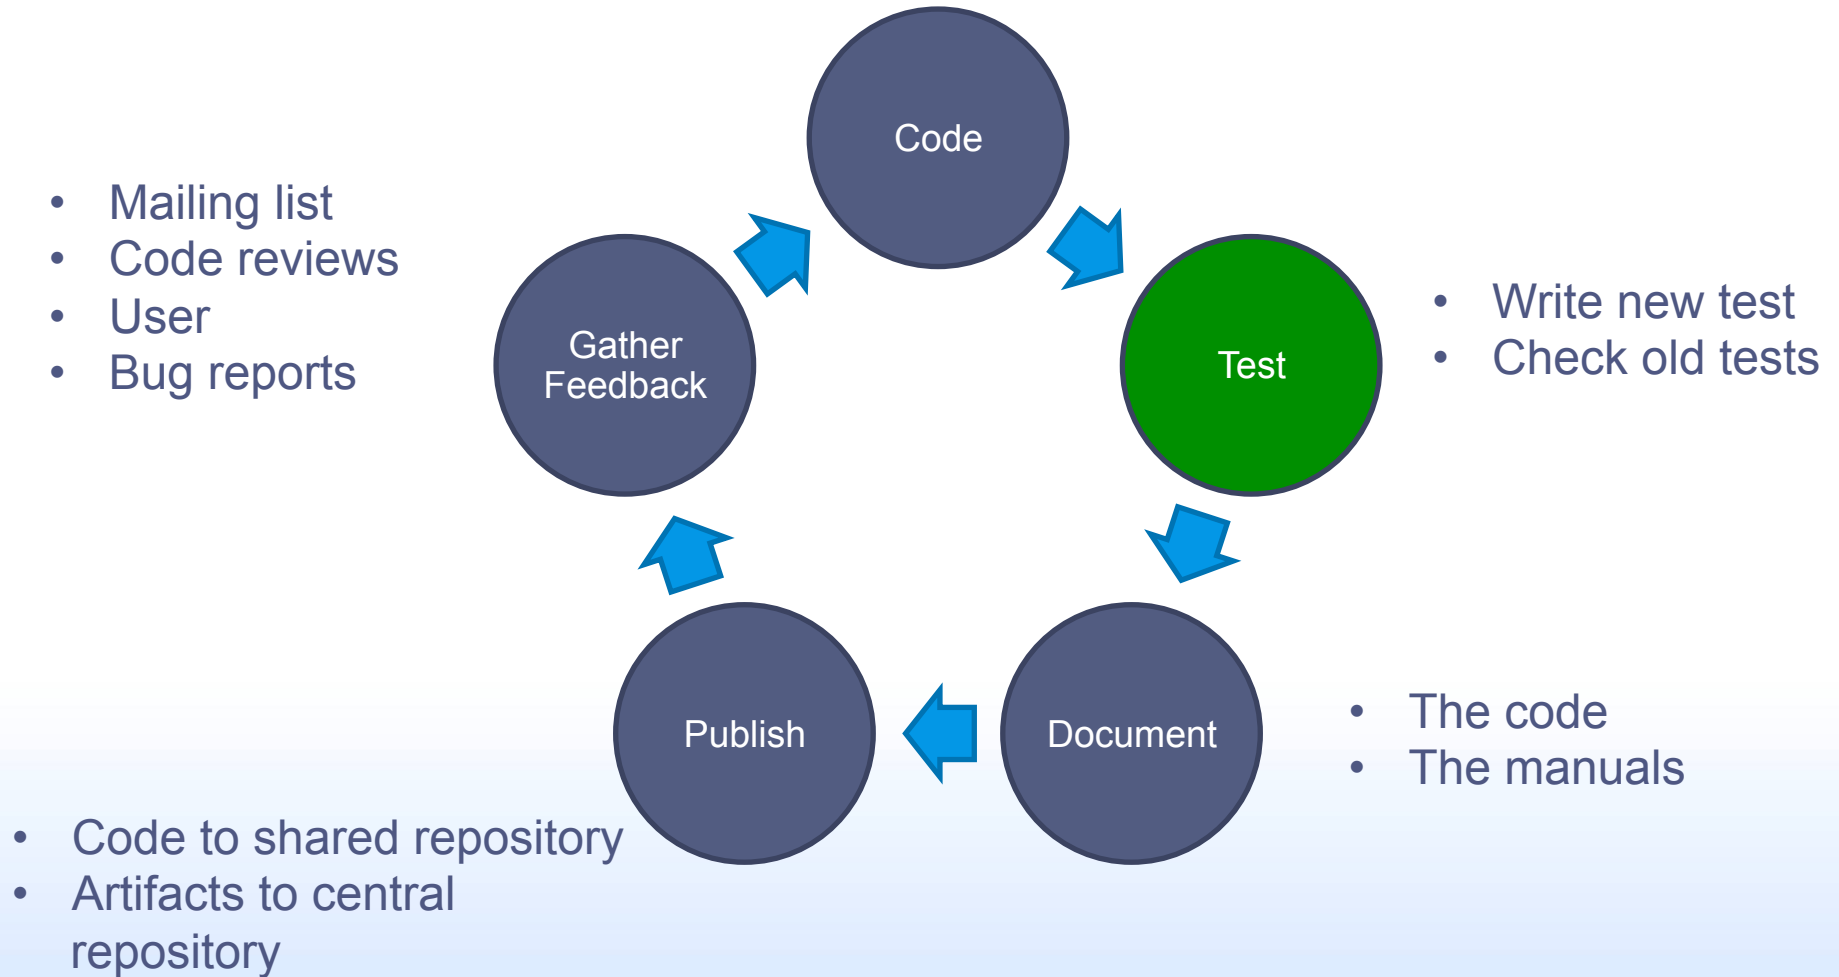 Code
• Mailing list
• Code reviews
• User
• Bug reports
Gather
Feedback
Test
• Write new test
• Check old tests
Publish
Document
• The code
• The manuals
• Code to shared repository
• Artifacts to central
repository